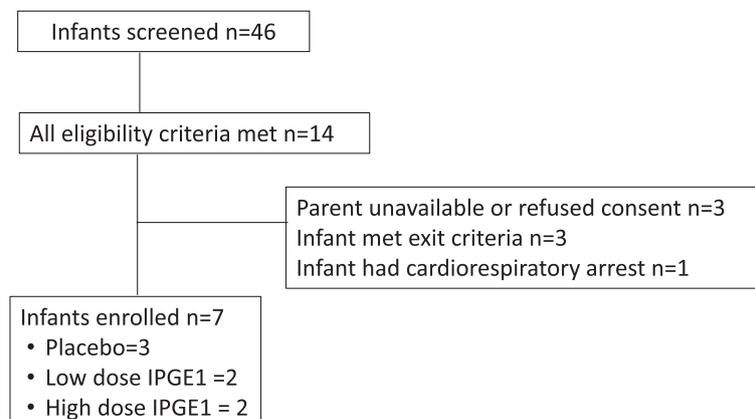 Infants screened n=46
All eligibility criteria met n=14
Parent unavailable or refused consent n=3
Infant met exit criteria n=3
Infant had cardiorespiratory arrest n=1
Infants enrolled n=7
• Placebo=3
• Low dose IPGE1 =2
• High dose IPGE1 = 2